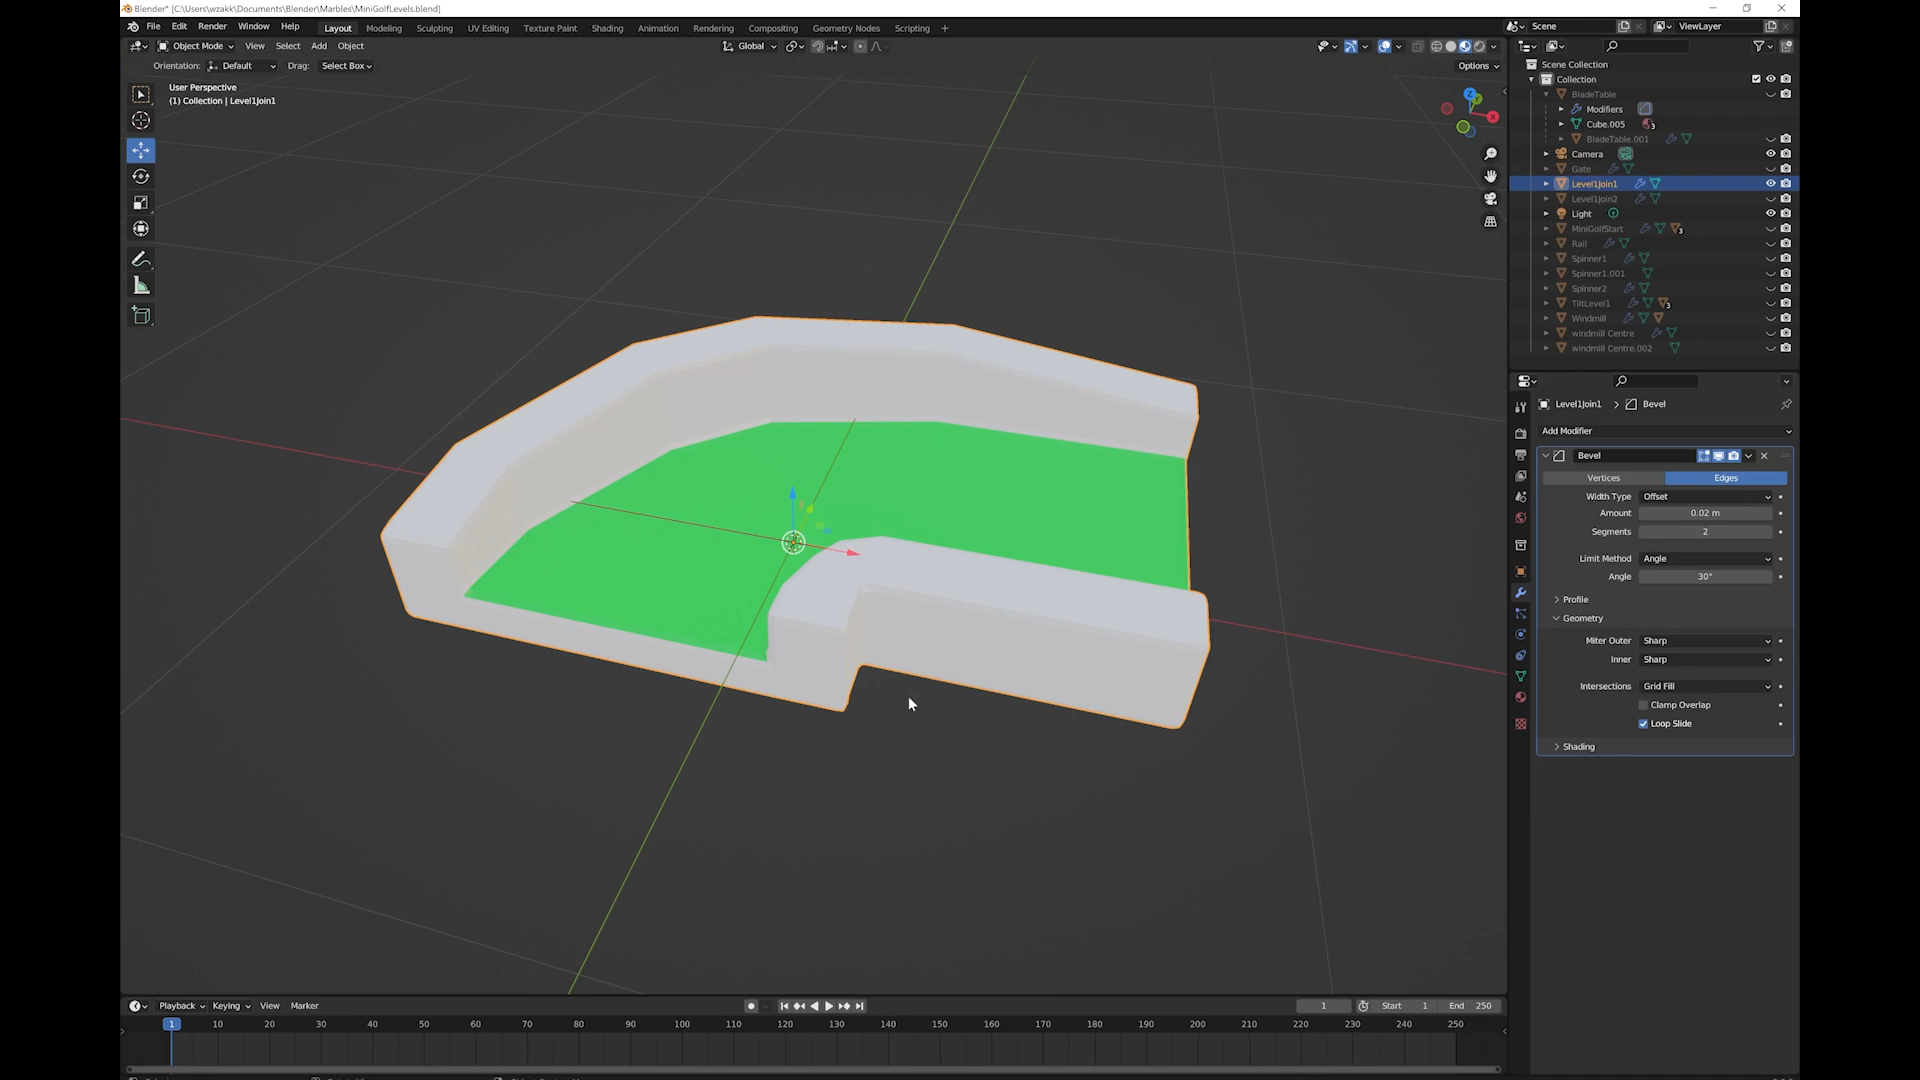 Blender* [C:\Users\wzakk\Documents\Blender\Marbles\MiniGolfLevels.blend]
File Edit Render Window Help Layout Modeling Sculpting UV Editing Texture Paint Shading Animation Rendering Compositing Geometry Nodes Scripting + Scene ViewLayer
Object Mode View Select Add Object Global
Orientation: Default Drag: Select Box Options
User Perspective
(1) Collection | Level1Join1
Z
Y
X
Scene Collection
Collection
BladeTable
Modifiers
Cube.005 3
BladeTable.001
Camera
Gate
Level1Join1
Level1Join2
Light
MiniGolfStart 3
Rail
Spinner1
Spinner1.001
Spinner2
TiltLevel1 3
Windmill
windmill Centre
windmill Centre.002
Level1Join1 > Bevel
Add Modifier
Bevel
Vertices Edges
Width Type Offset
Amount 0.02 m
Segments 2
Limit Method Angle
Angle 30°
Profile
Geometry
Miter Outer Sharp
Inner Sharp
Intersections Grid Fill
Clamp Overlap
Loop Slide
Shading
Playback Keying View Marker 1 Start 1 End 250
1 10 20 30 40 50 60 70 80 90 100 110 120 130 140 150 160 170 180 190 200 210 220 230 240 250